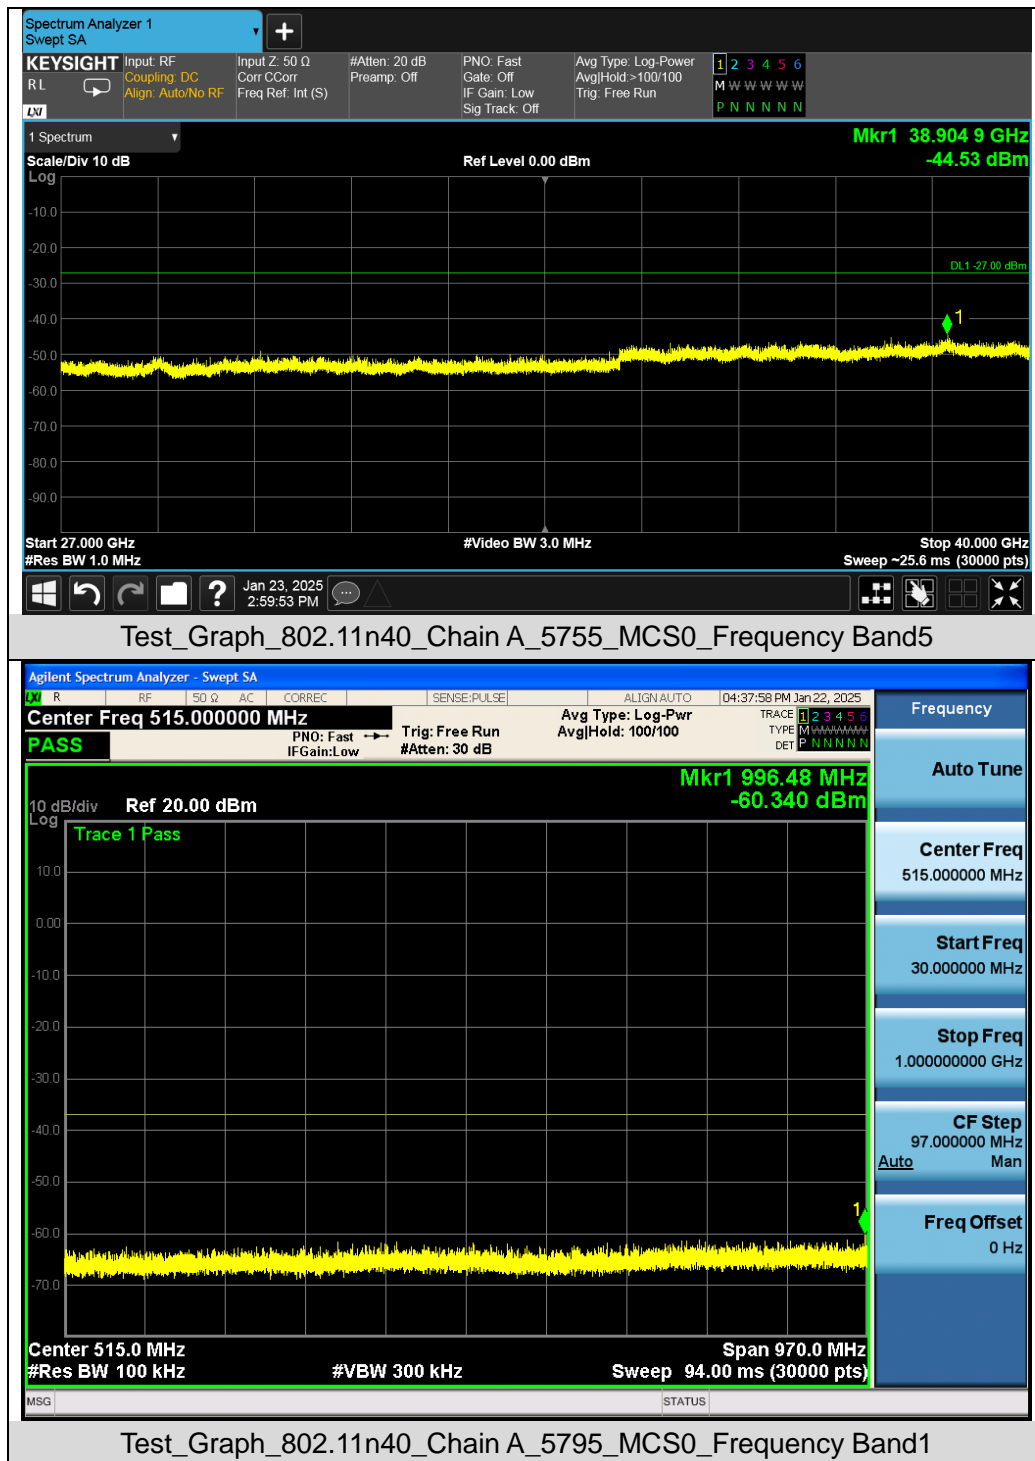 Spectrum Analyzer 1
Swept SA
KEYSIGHT
RL
LXI
Input: RF
Coupling: DC
Align: Auto/No RF
Input Z: 50 Ω
Corr CCorr
Freq Ref: Int (S)
#Atten: 20 dB
Preamp: Off
PNO: Fast
Gate: Off
IF Gain: Low
Sig Track: Off
Avg Type: Log-Power
Avg|Hold:>100/100
Trig: Free Run
1 2 3 4 5 6
M W W W W W
P N N N N N
1 Spectrum
Mkr1 38.904 9 GHz
Scale/Div 10 dB
Ref Level 0.00 dBm
-44.53 dBm
Log
-10.0
-20.0
DL1 -27.00 dBm
-30.0
-40.0
1
-50.0
-60.0
-70.0
-80.0
-90.0
Start 27.000 GHz
#Video BW 3.0 MHz
Stop 40.000 GHz
#Res BW 1.0 MHz
Sweep ~25.6 ms (30000 pts)
?
Jan 23, 2025
2:59:53 PM
Test_Graph_802.11n40_Chain A_5755_MCS0_Frequency Band5
Agilent Spectrum Analyzer - Swept SA
LXI R RF 50 Ω AC CORREC SENSE:PULSE ALIGN AUTO 04:37:58 PM Jan 22, 2025
Center Freq 515.000000 MHz
PASS
PNO: Fast
IFGain:Low
Trig: Free Run
#Atten: 30 dB
Avg Type: Log-Pwr
Avg|Hold: 100/100
TRACE 1 2 3 4 5 6
TYPE M W W W W W
DET P N N N N N
Frequency
Mkr1 996.48 MHz
-60.340 dBm
10 dB/div Ref 20.00 dBm
Log
Trace 1 Pass
10.0
0.00
-10.0
-20.0
-30.0
-40.0
-50.0
1
-60.0
-70.0
Center 515.0 MHz
Span 970.0 MHz
#Res BW 100 kHz
#VBW 300 kHz
Sweep 94.00 ms (30000 pts)
Auto Tune
Center Freq
515.000000 MHz
Start Freq
30.000000 MHz
Stop Freq
1.000000000 GHz
CF Step
97.000000 MHz
Auto Man
Freq Offset
0 Hz
MSG
STATUS
Test_Graph_802.11n40_Chain A_5795_MCS0_Frequency Band1